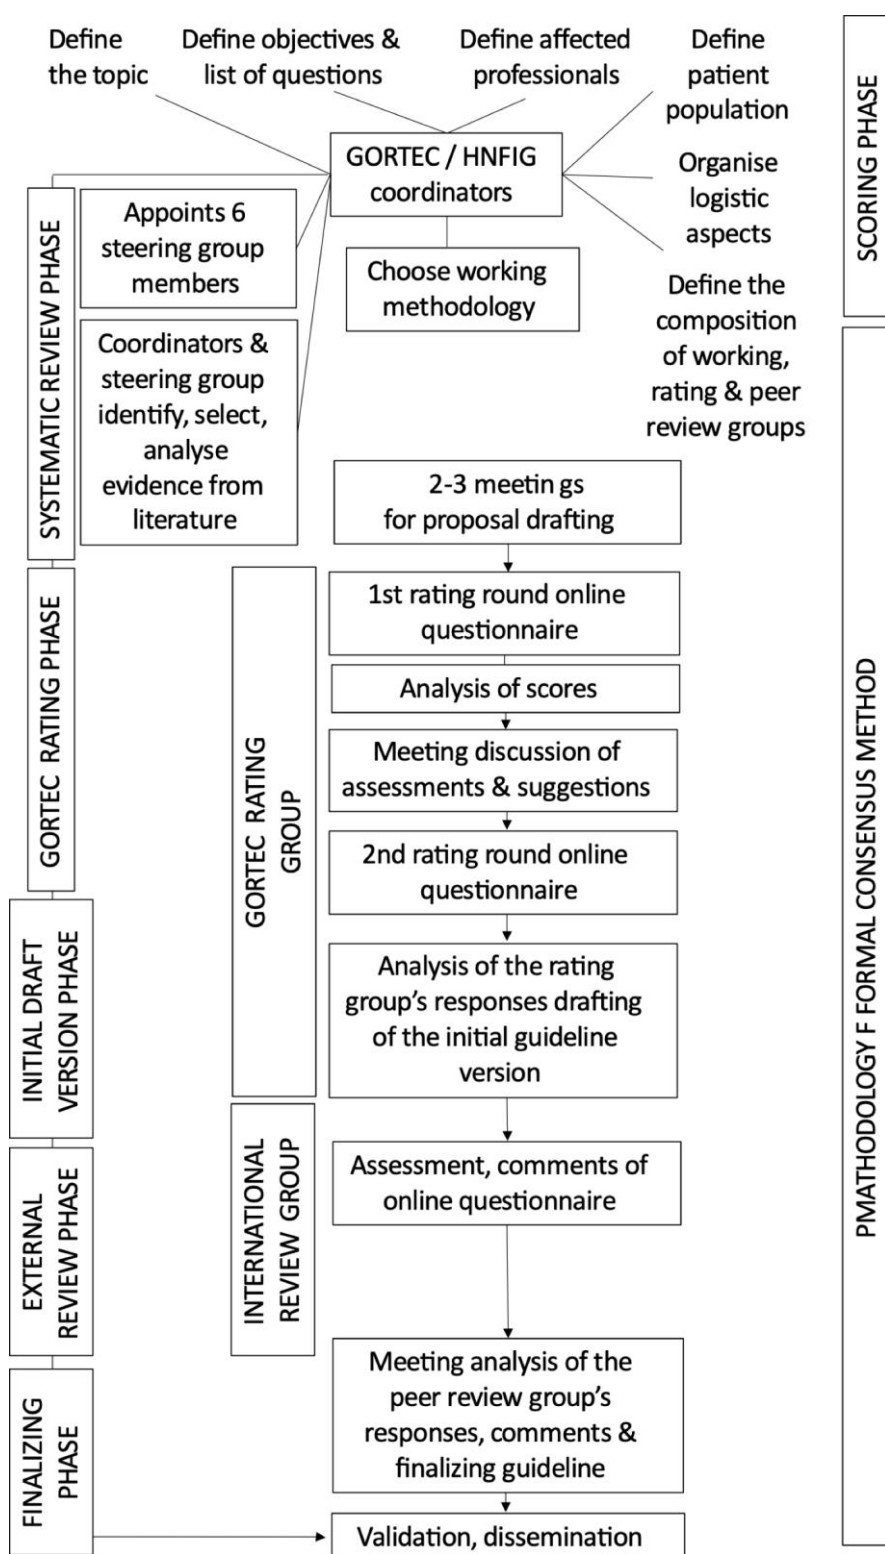 Define
the topic
Define objectives &
list of questions
Define affected
professionals
Define
patient
population
GORTEC / HNFIG
coordinators
Organise
logistic
aspects
Appoints 6
steering group
members
Choose working
methodology
Define the
composition
of working,
rating & peer
review groups
Coordinators &
steering group
identify, select,
analyse
evidence from
literature
SCORING PHASE
SYSTEMATIC REVIEW PHASE
2-3 meetin gs
for proposal drafting
1st rating round online
questionnaire
Analysis of scores
Meeting discussion of
assessments & suggestions
2nd rating round online
questionnaire
Analysis of the rating
group's responses drafting
of the initial guideline
version
GORTEC RATING PHASE
GORTEC RATING
GROUP
INITIAL DRAFT
VERSION PHASE
Assessment, comments of
online questionnaire
INTERNATIONAL
REVIEW GROUP
EXTERNAL
REVIEW PHASE
Meeting analysis of the
peer review group's
responses, comments &
finalizing guideline
FINALIZING
PHASE
Validation, dissemination
PMATHODOLOGY F FORMAL CONSENSUS METHOD